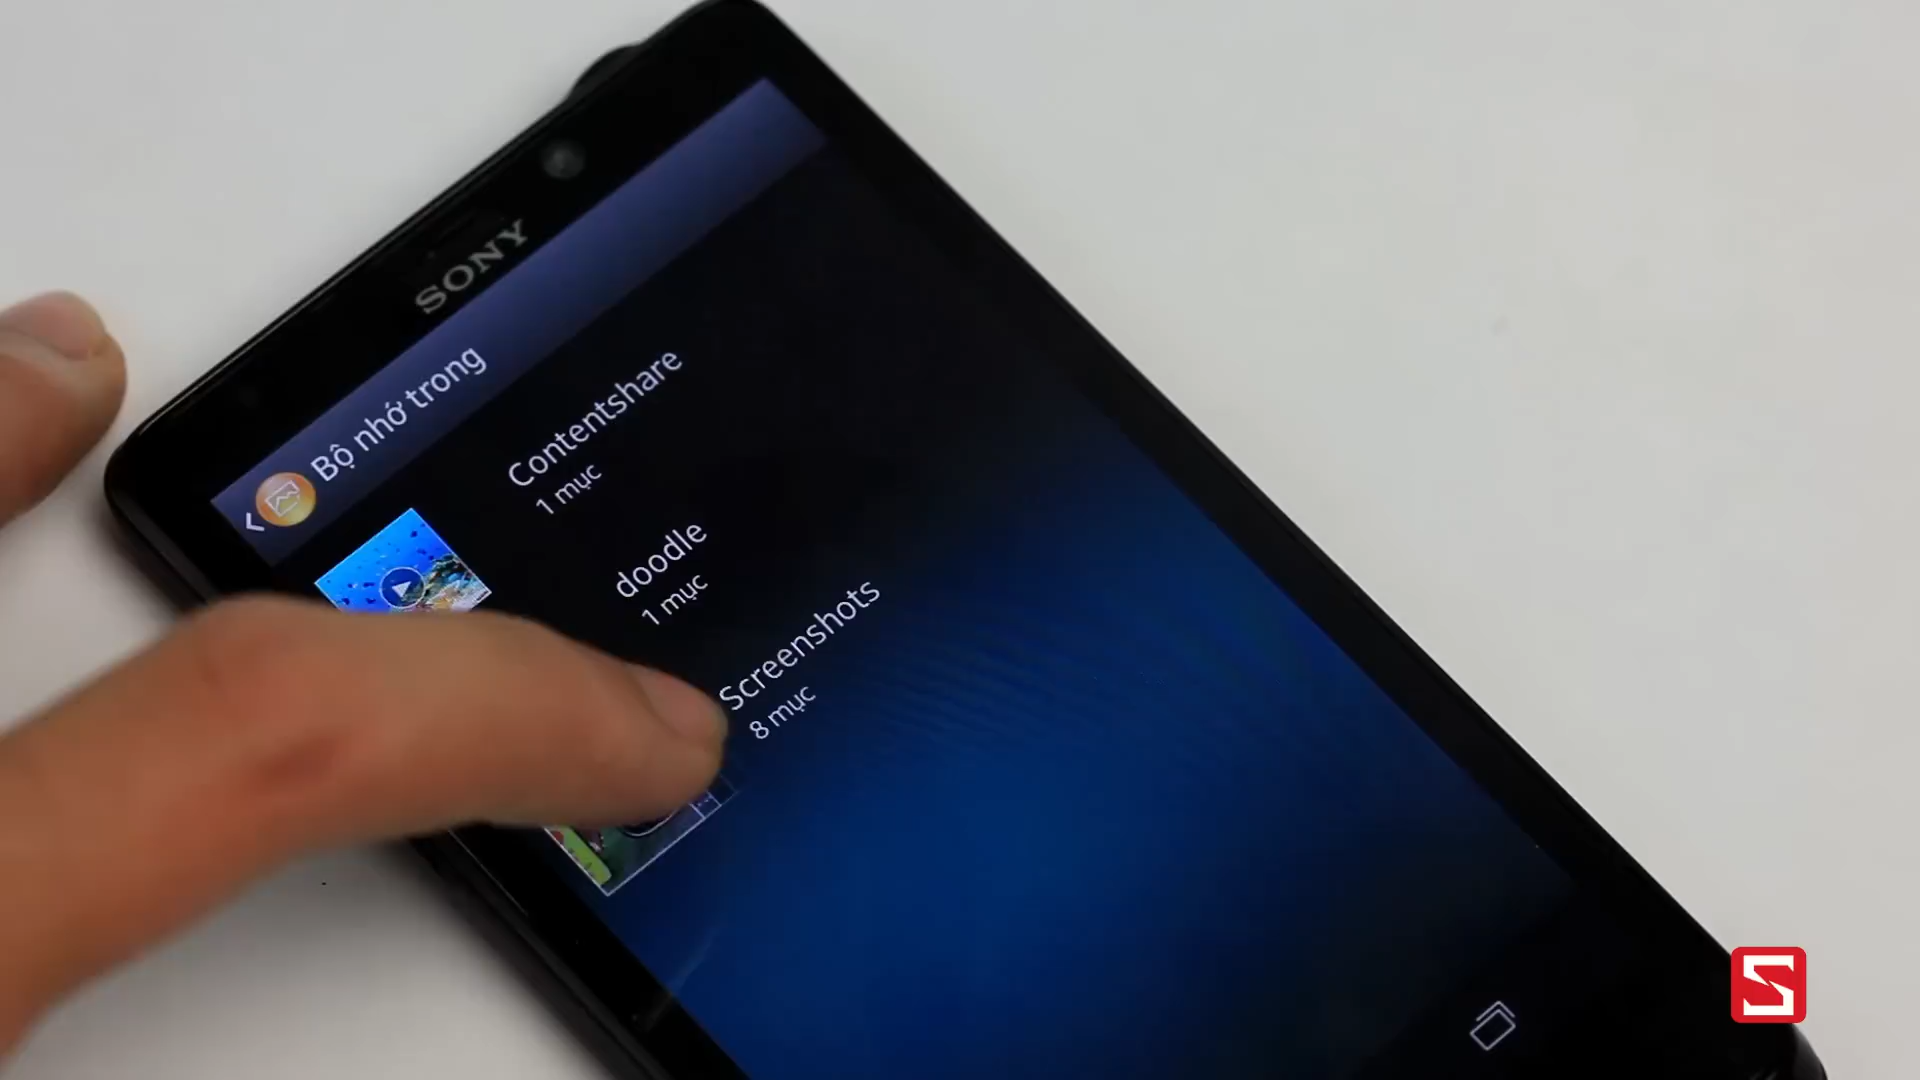 SONY
Bộ nhớ trong
Contentshare
1 mục
doodle
1 mục
Screenshots
8 mục